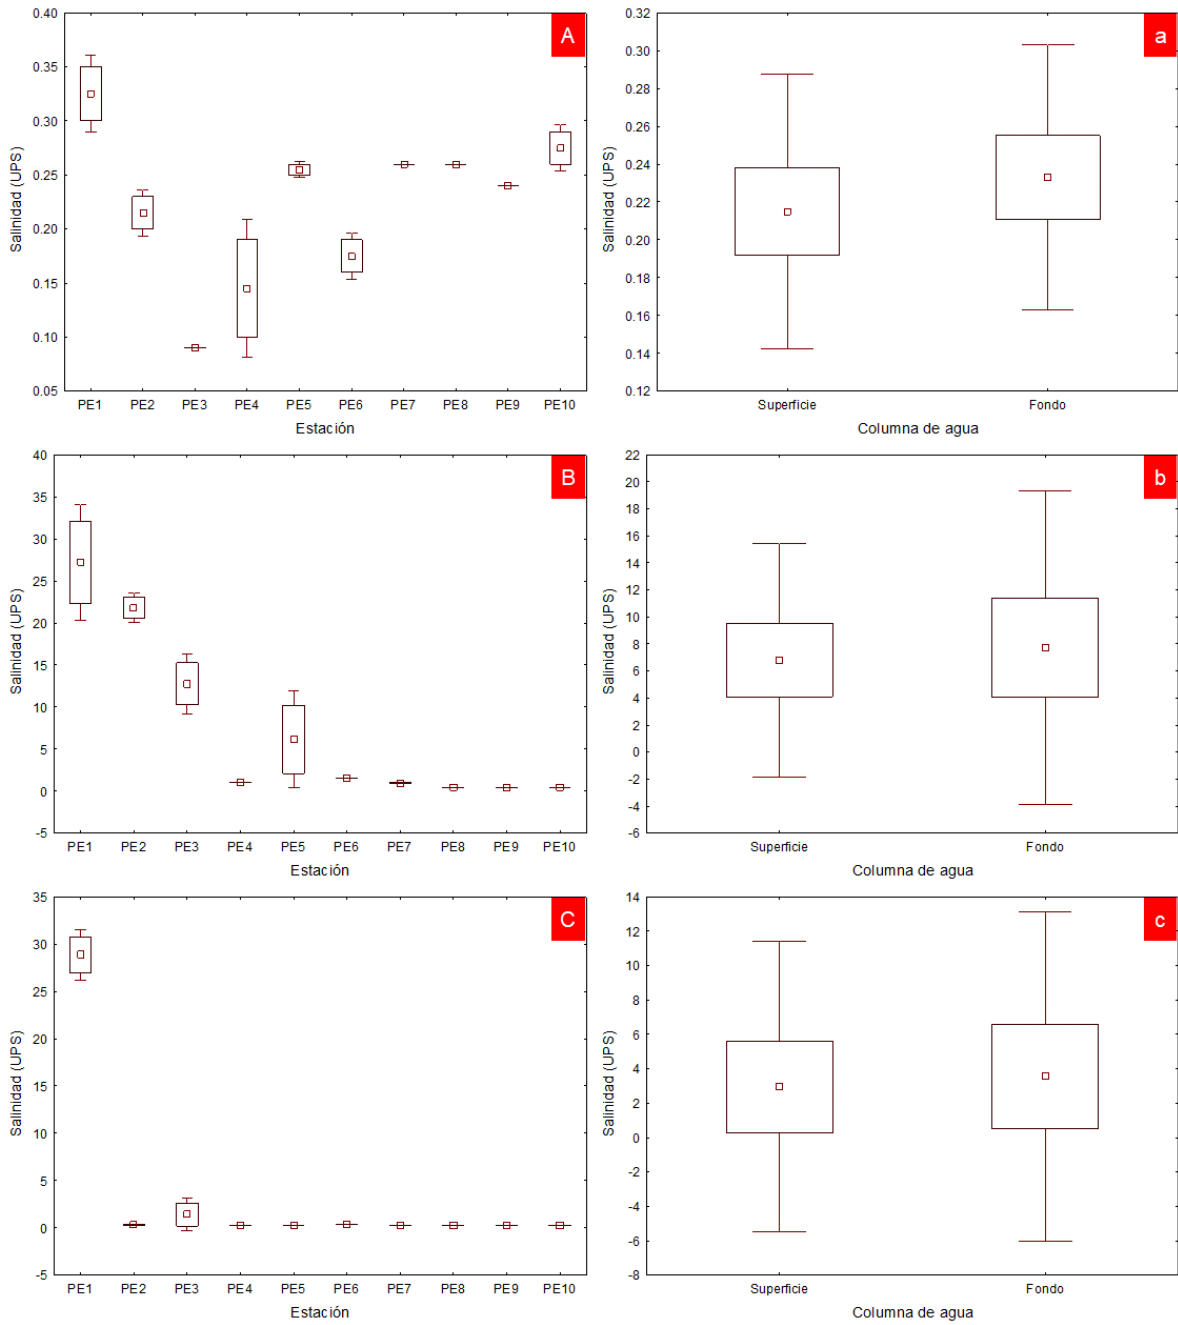 0.40
0.35
0.30
0.25
0.20
0.15
0.10
0.05
Salinidad (UPS)
A
PE1 PE2 PE3 PE4 PE5 PE6 PE7 PE8 PE9 PE10
Estación
0.32
0.30
0.28
0.26
0.24
0.22
0.20
0.18
0.16
0.14
0.12
Salinidad (UPS)
a
Superficie Fondo
Columna de agua
40
35
30
25
20
15
10
5
0
-5
Salinidad (UPS)
B
PE1 PE2 PE3 PE4 PE5 PE6 PE7 PE8 PE9 PE10
Estación
22
20
18
16
14
12
10
8
6
4
2
0
-2
-4
-6
Salinidad (UPS)
b
Superficie Fondo
Columna de agua
35
30
25
20
15
10
5
0
-5
Salinidad (UPS)
C
PE1 PE2 PE3 PE4 PE5 PE6 PE7 PE8 PE9 PE10
Estación
14
12
10
8
6
4
2
0
-2
-4
-6
-8
Salinidad (UPS)
c
Superficie Fondo
Columna de agua